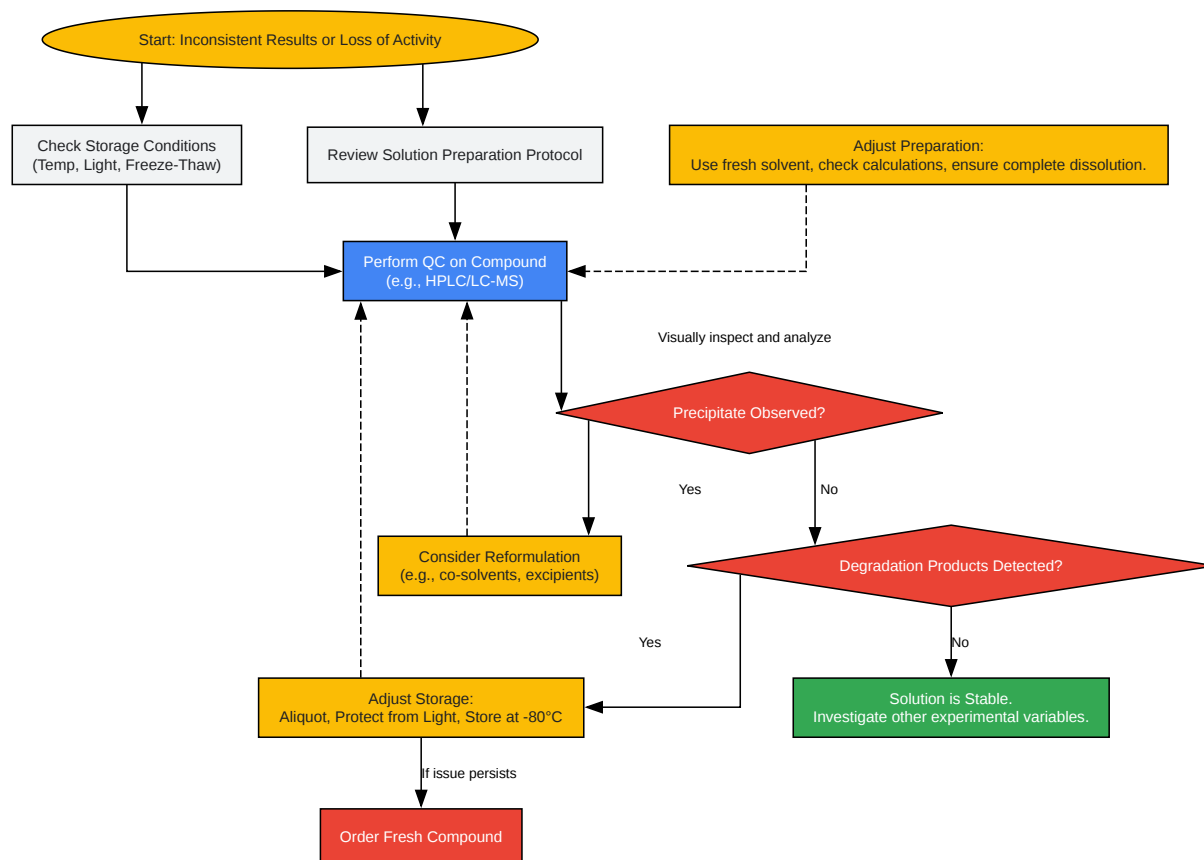 Start: Inconsistent Results or Loss of Activity
Check Storage Conditions
(Temp, Light, Freeze-Thaw)
Review Solution Preparation Protocol
Adjust Preparation:
Use fresh solvent, check calculations, ensure complete dissolution.
Perform QC on Compound
(e.g., HPLC/LC-MS)
Visually inspect and analyze
Precipitate Observed?
Yes
No
Consider Reformulation
(e.g., co-solvents, excipients)
Degradation Products Detected?
Yes
No
Adjust Storage:
Aliquot, Protect from Light, Store at -80°C
Solution is Stable.
Investigate other experimental variables.
If issue persists
Order Fresh Compound